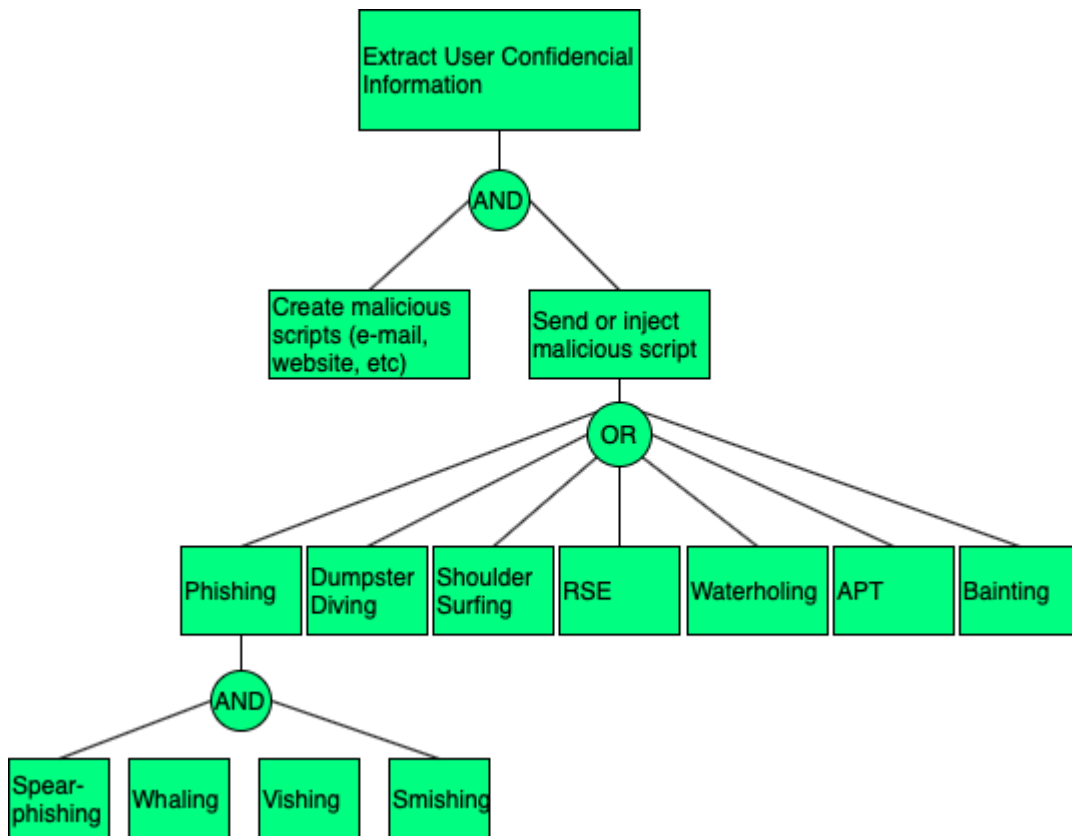 Extract User Confidencial
Information
AND
Create malicious
scripts (e-mail,
website, etc)
Send or inject
malicious script
OR
Phishing
Dumpster
Diving
Shoulder
Surfing
RSE
Waterholing
APT
Bainting
AND
Spear-
phishing
Whaling
Vishing
Smishing